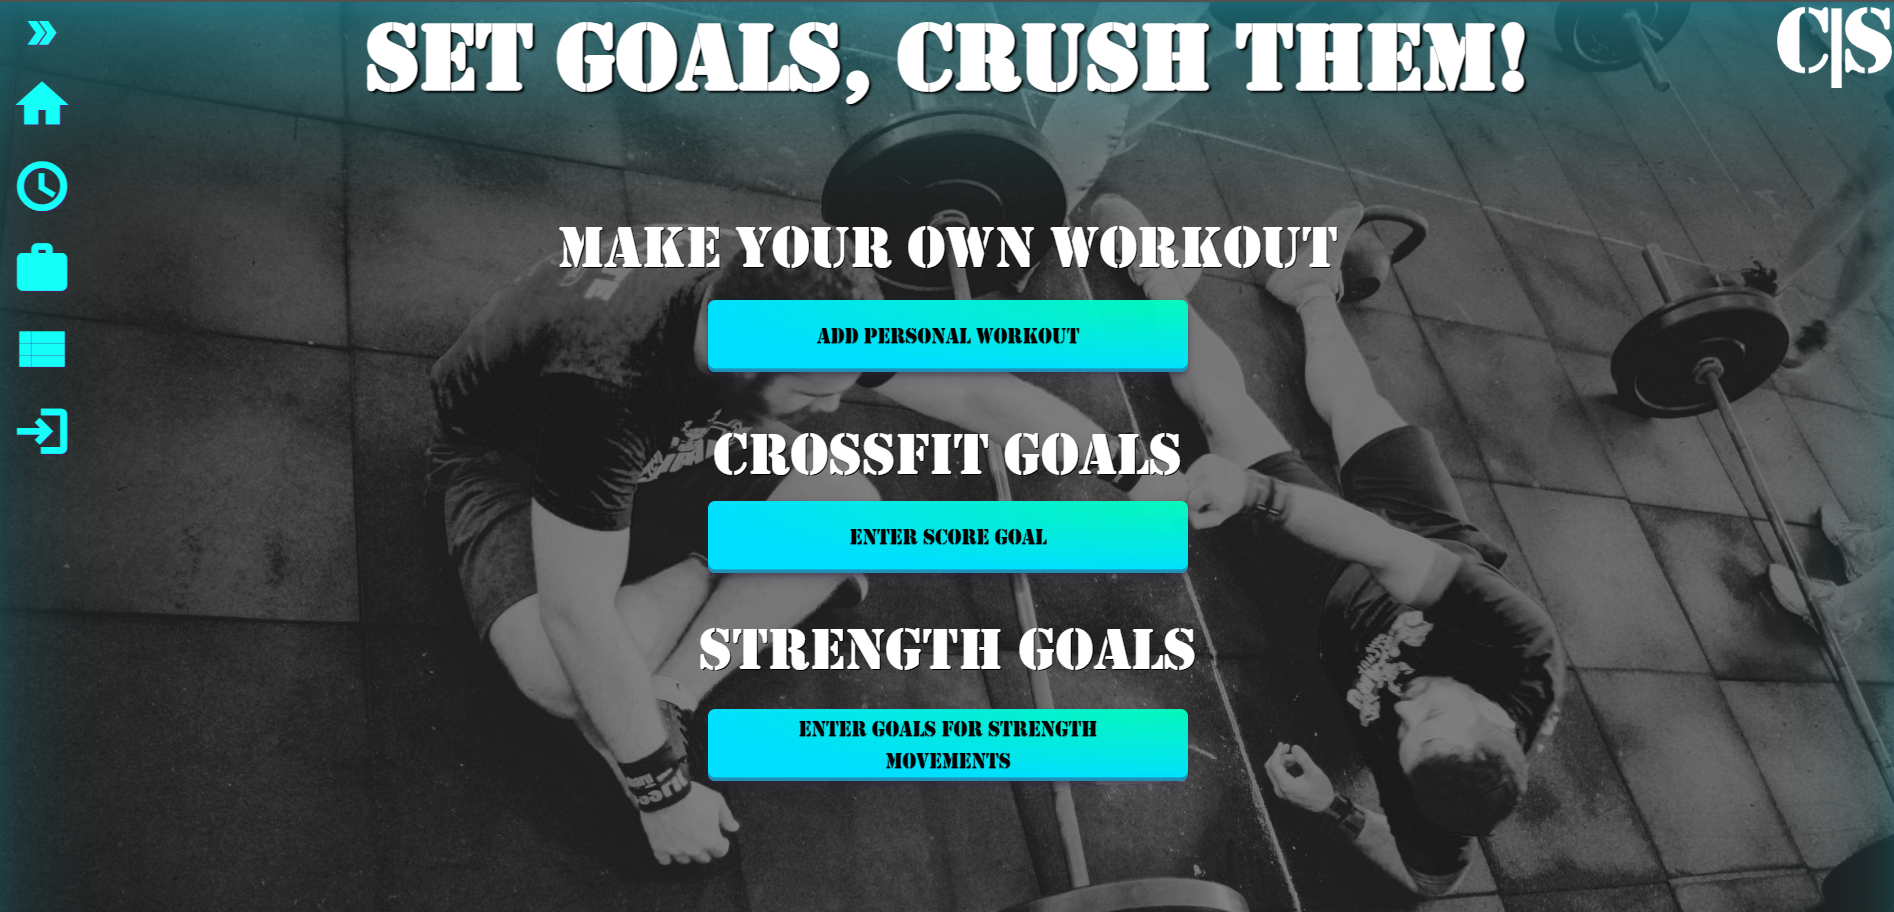 SET GOALS, CRUSH THEM!
C|S
MAKE YOUR OWN WORKOUT
ADD PERSONAL WORKOUT
CROSSFIT GOALS
ENTER SCORE GOAL
STRENGTH GOALS
ENTER GOALS FOR STRENGTH
MOVEMENTS